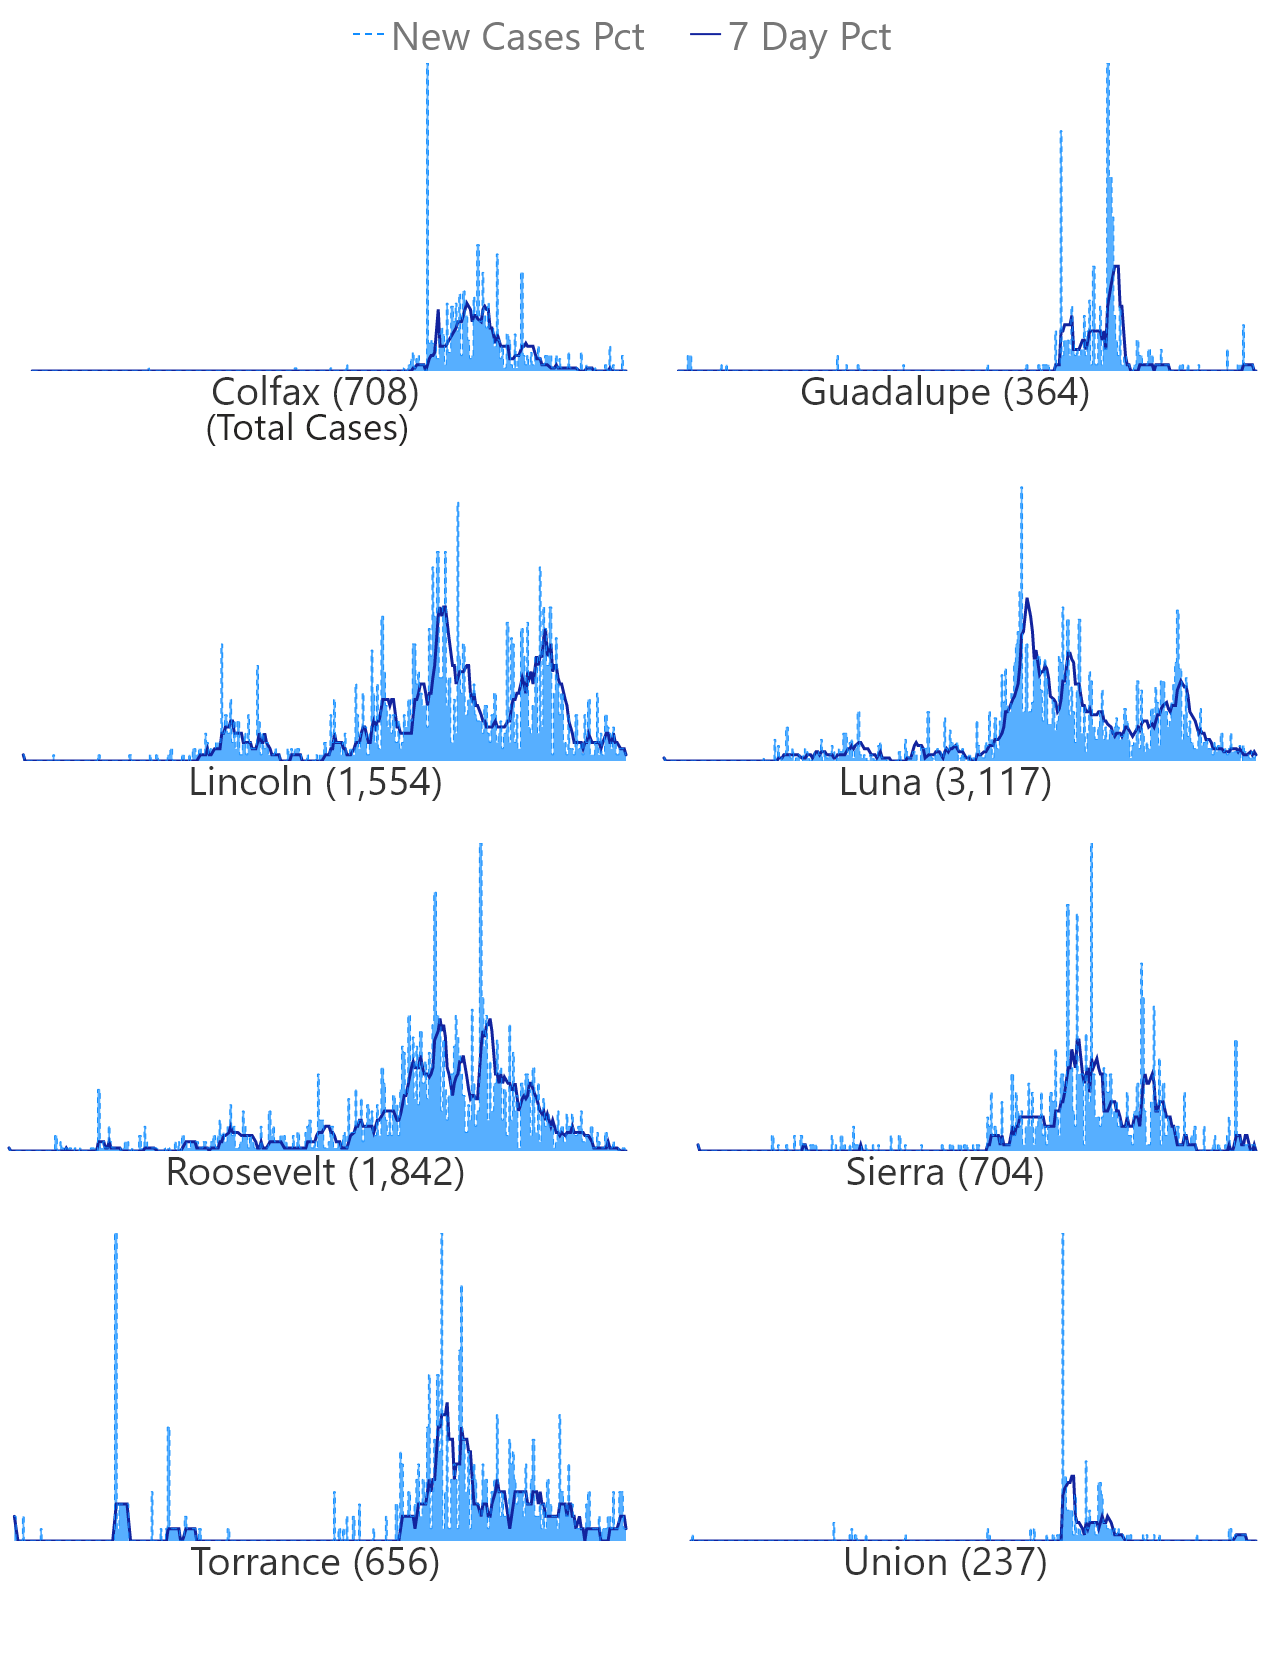 New Cases Pct 7 Day Pct
Colfax (708) Guadalupe (364)
(Total Cases)
Lincoln (1,554) Luna (3,117)
Roosevelt (1,842) Sierra (704)
Torrance (656) Union (237)